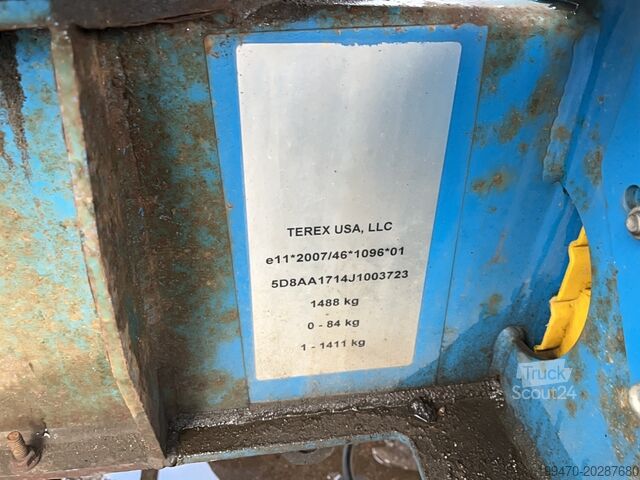 TEREX USA, LLC
e11*2007/46*1096*01
5D8AA1714J1003723
1488 kg
0 - 84 kg
1 - 1411 kg
Truck
Scout24
99470-20287680